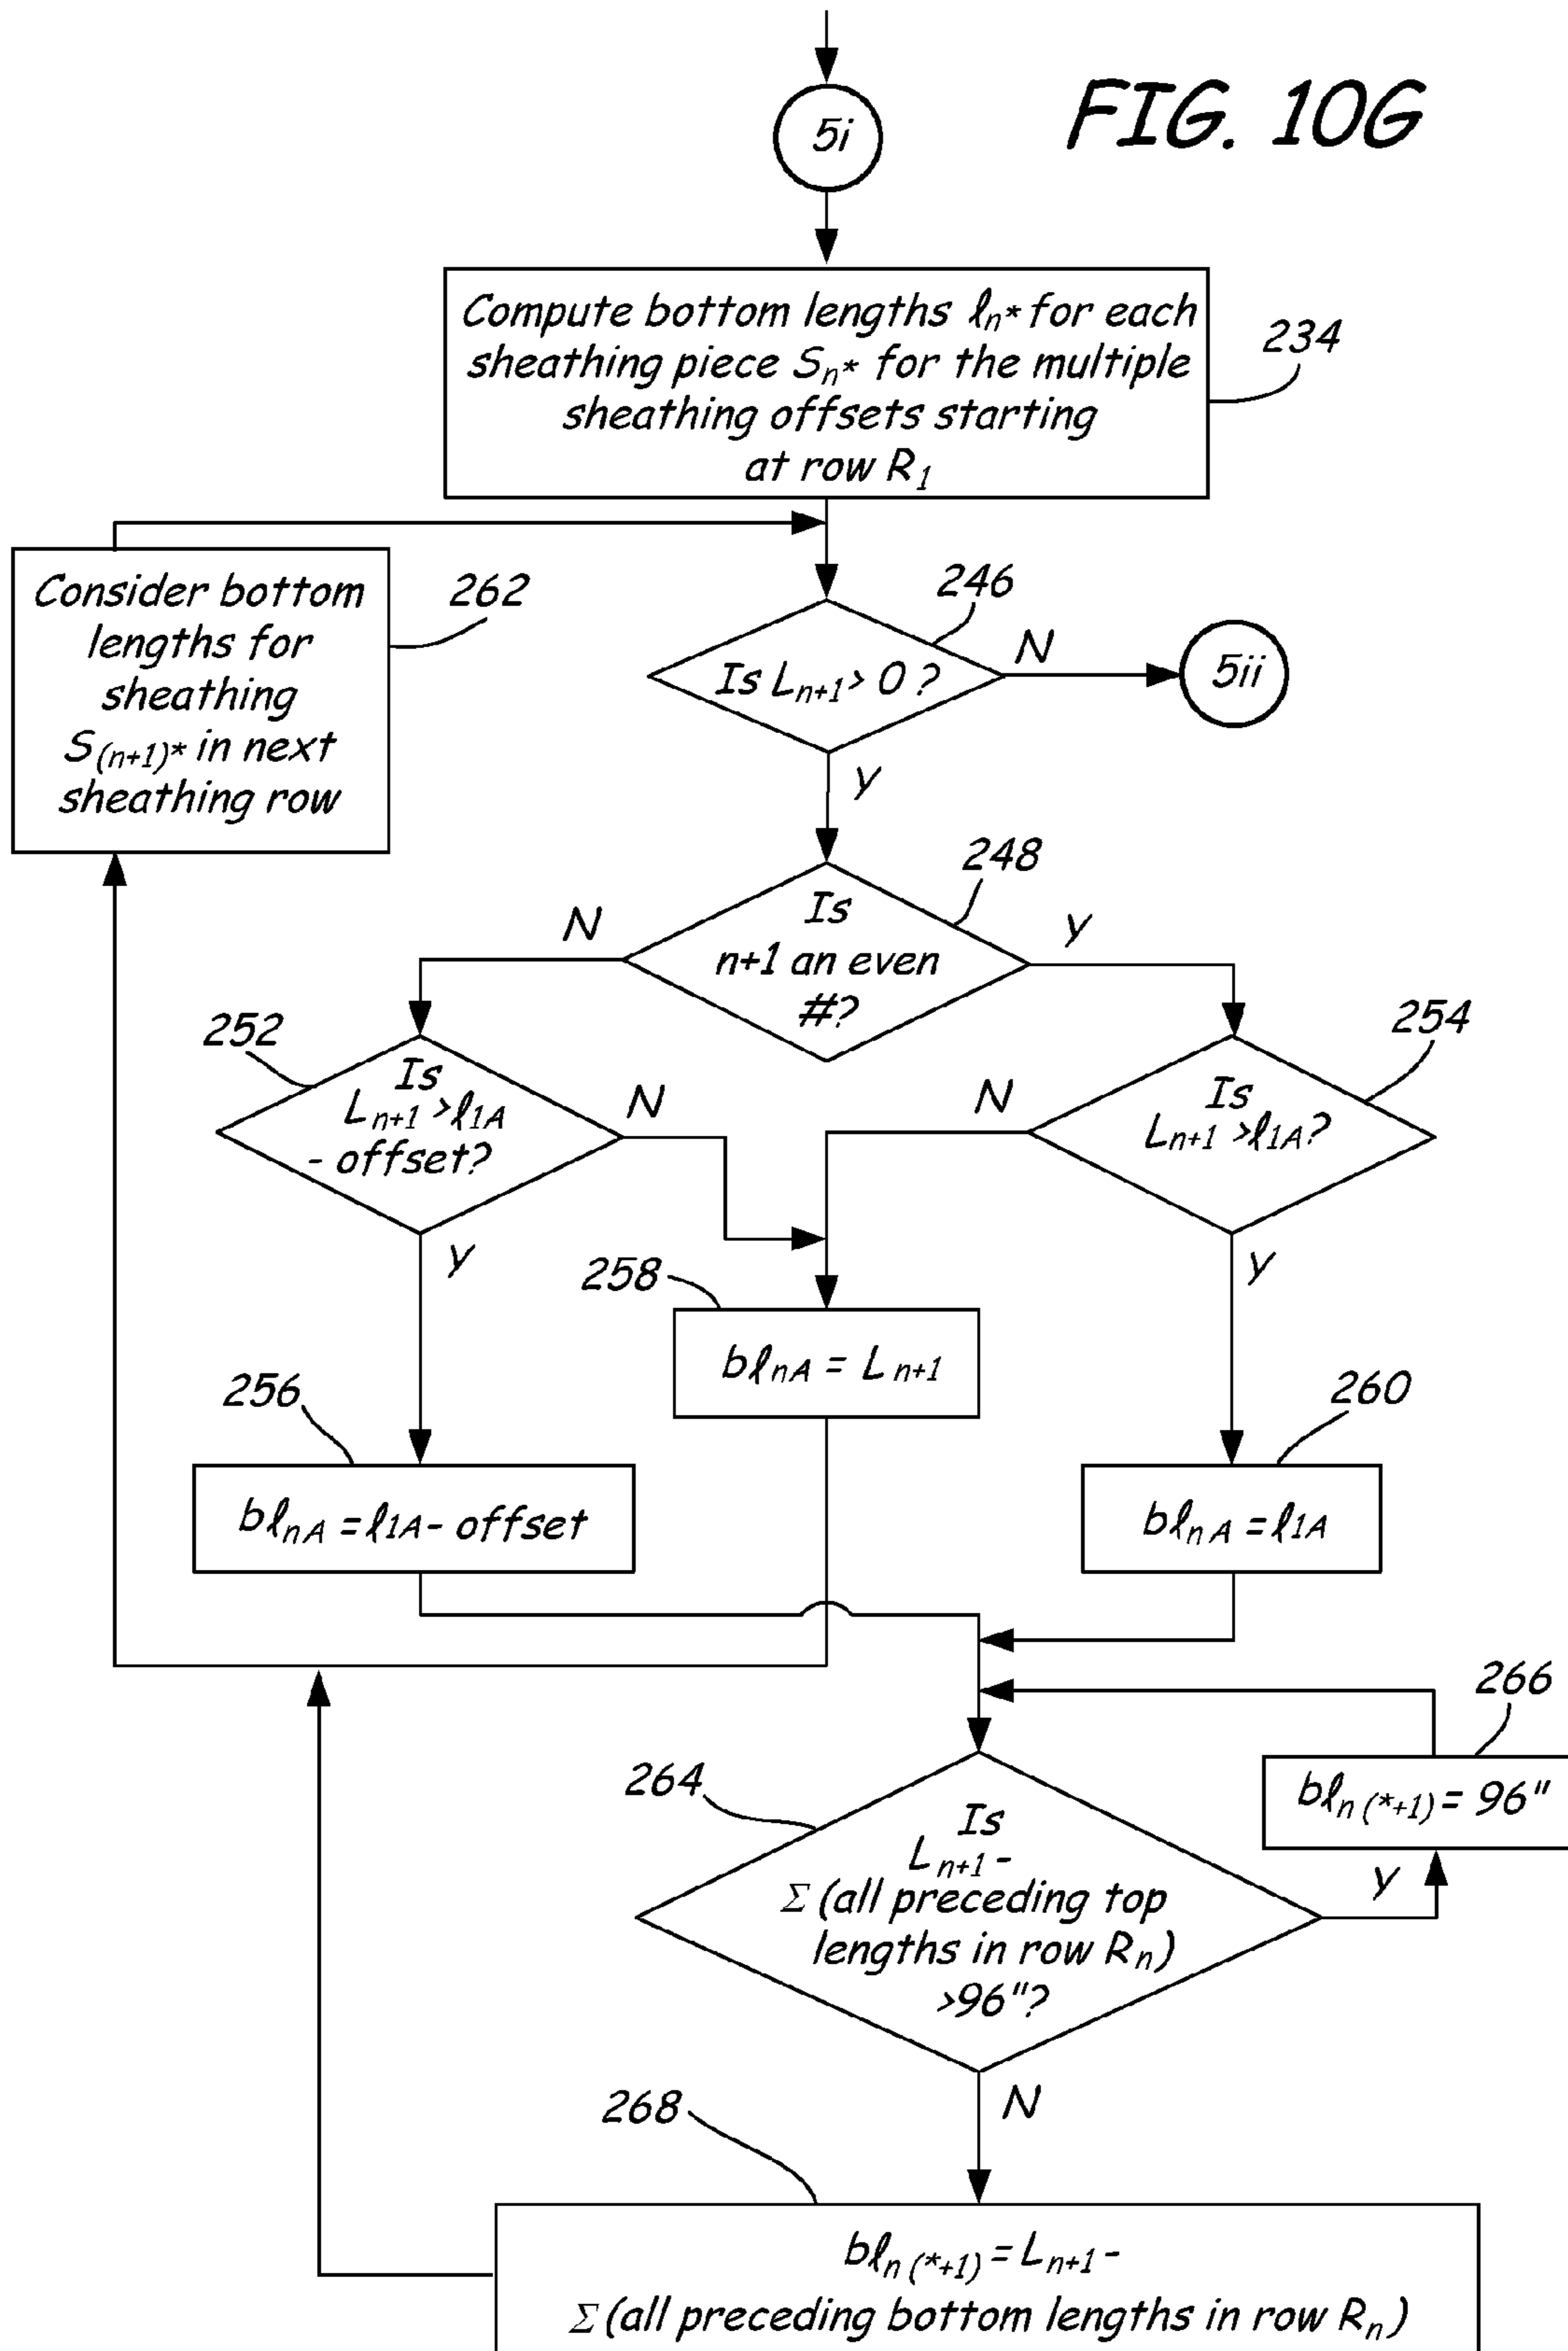 FIG. 10G
5i
Compute bottom lengths ℓn* for each
sheathing piece Sn* for the multiple
sheathing offsets starting
at row R1
234
Consider bottom
lengths for
sheathing
S(n+1)* in next
sheathing row
262
246
Is Ln+1 > 0 ?
N
5ii
Y
248
Is
n+1 an even
#?
N
Y
252
Is
Ln+1 >ℓ1A
- offset?
N
Y
254
Is
Ln+1 >ℓ1A?
N
Y
258
bℓnA = Ln+1
256
bℓnA = ℓ1A - offset
260
bℓnA = ℓ1A
266
bℓn(*+1) = 96"
264
Is
Ln+1 -
Σ (all preceding top
lengths in row Rn)
>96"?
Y
N
268
bℓn(*+1) = Ln+1 -
Σ (all preceding bottom lengths in row Rn)